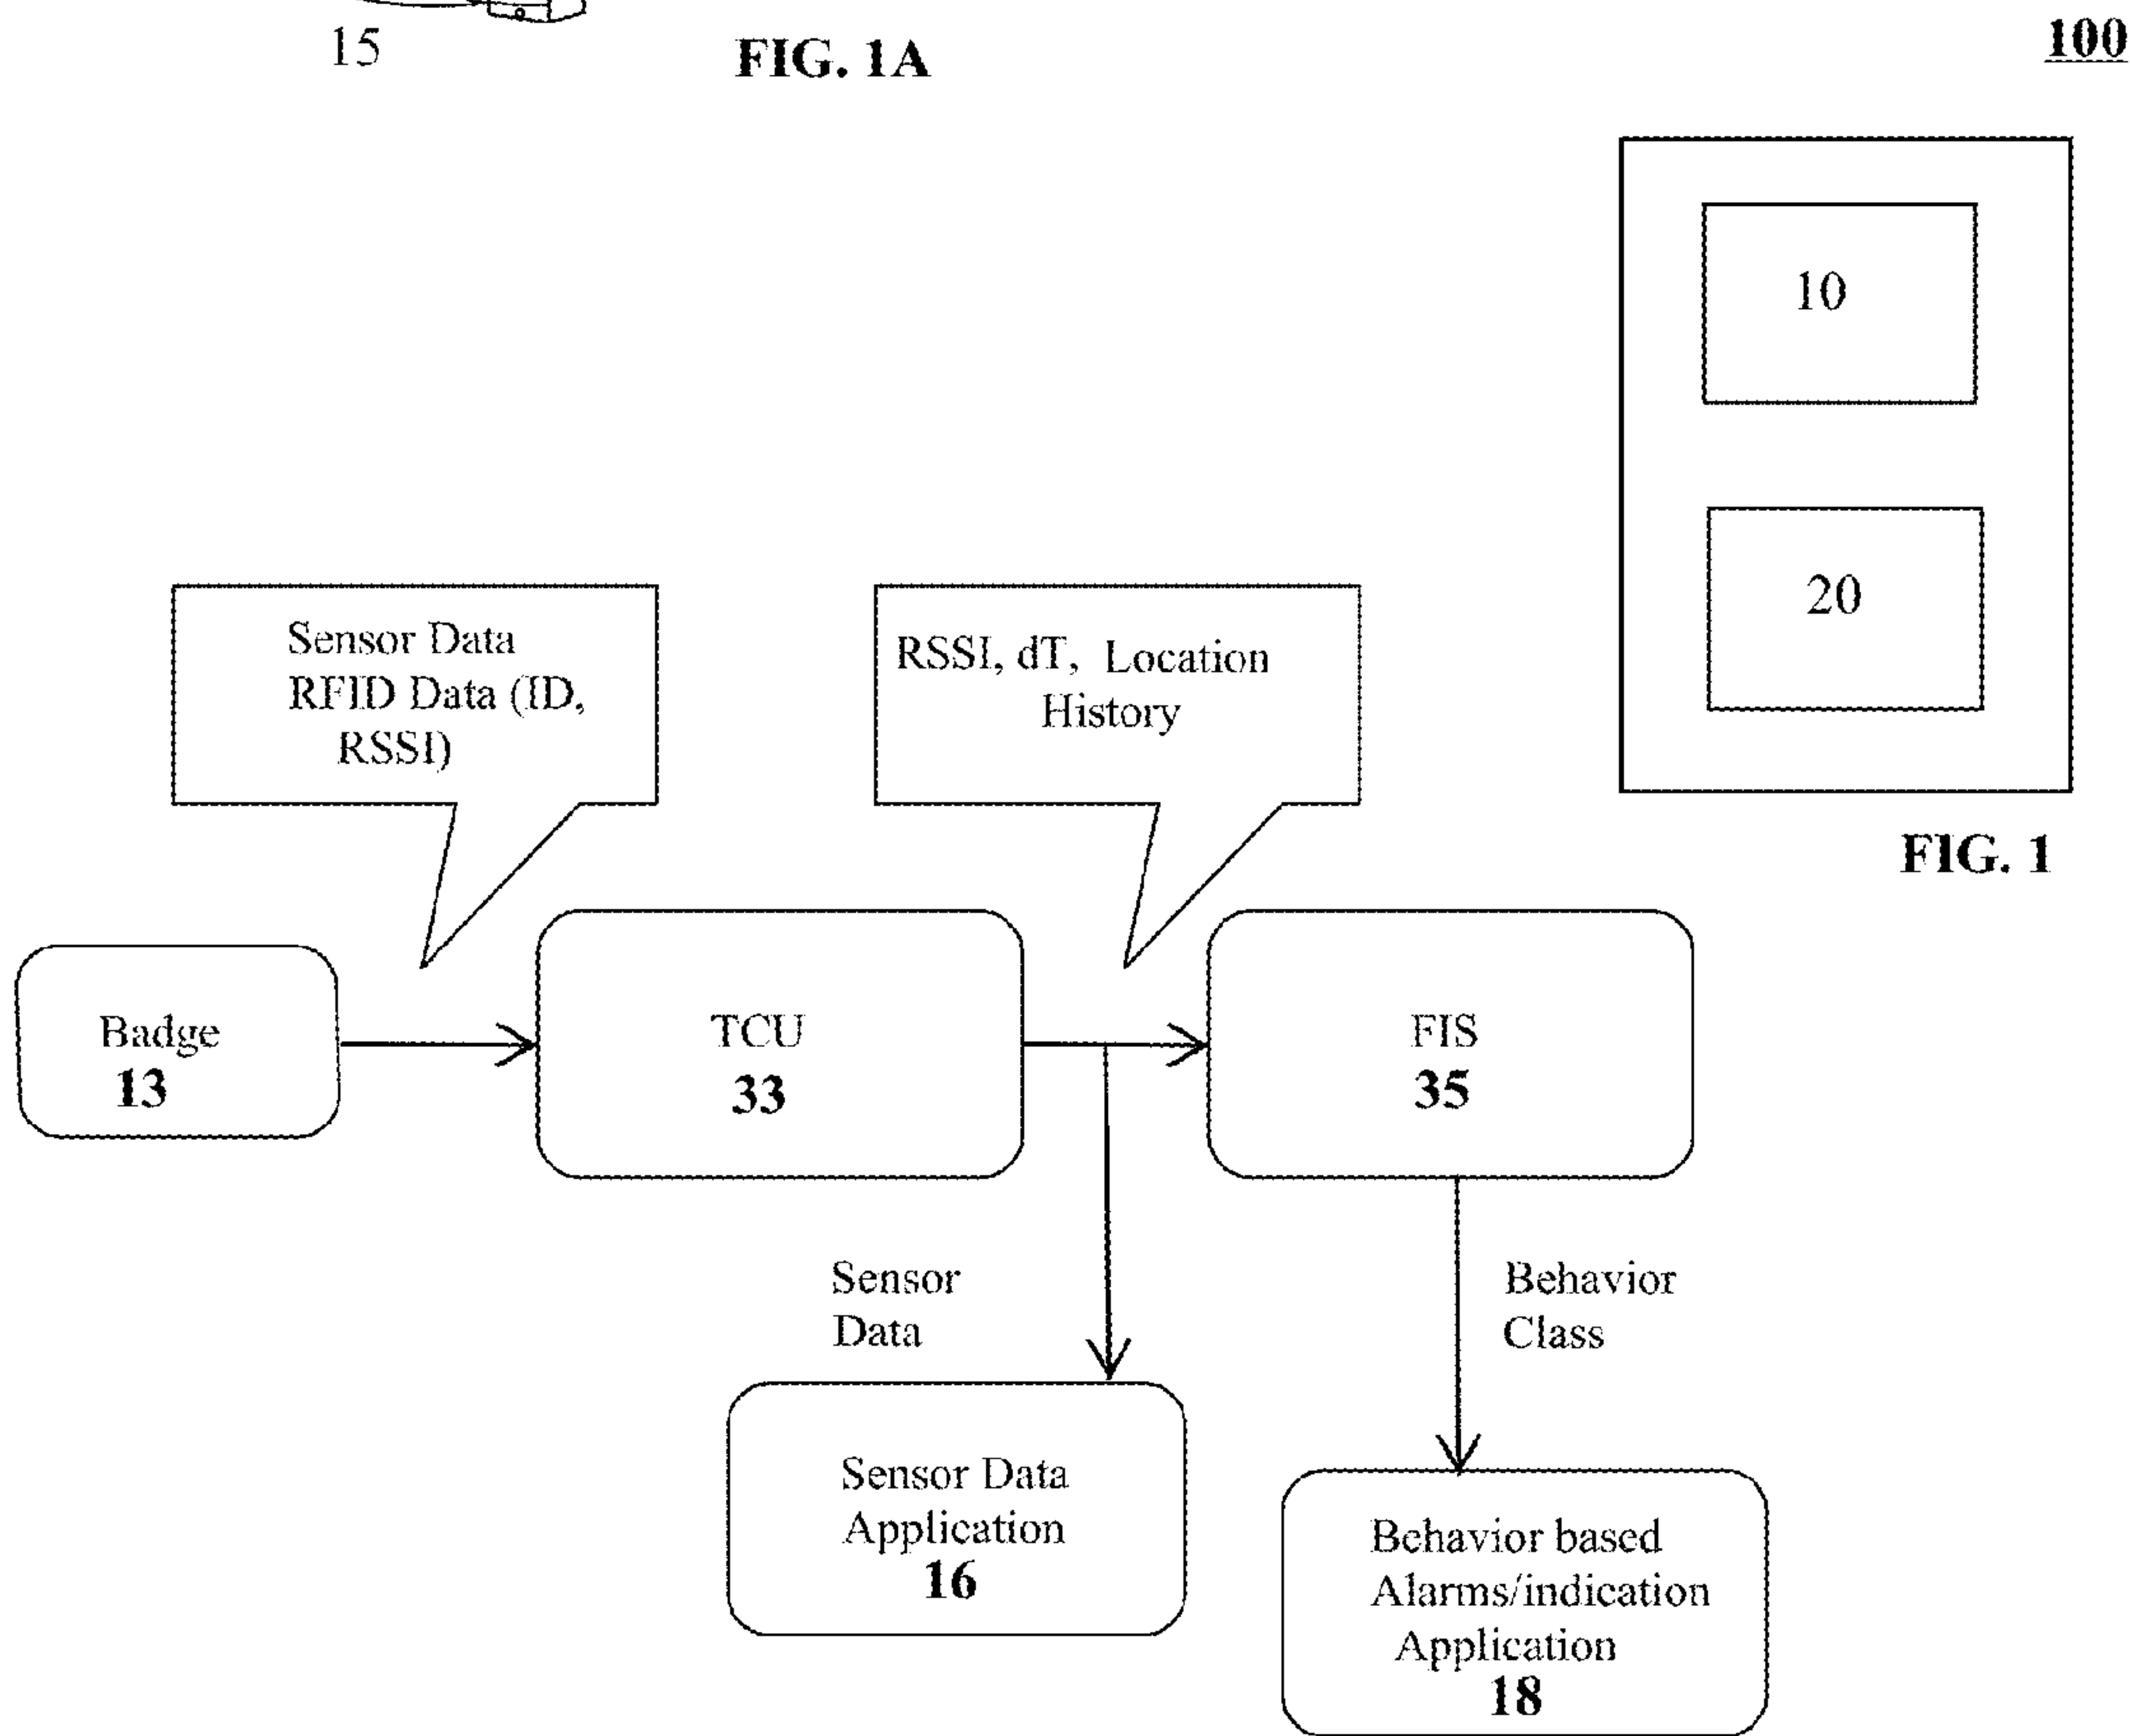 15
FIG. 1A
100
10
20
FIG. 1
Sensor Data
RFID Data (ID,
RSSI)
RSSI, dT, Location
History
Badge
13
TCU
33
FIS
35
Sensor
Data
Behavior
Class
Sensor Data
Application
16
Behavior based
Alarms/indication
Application
18